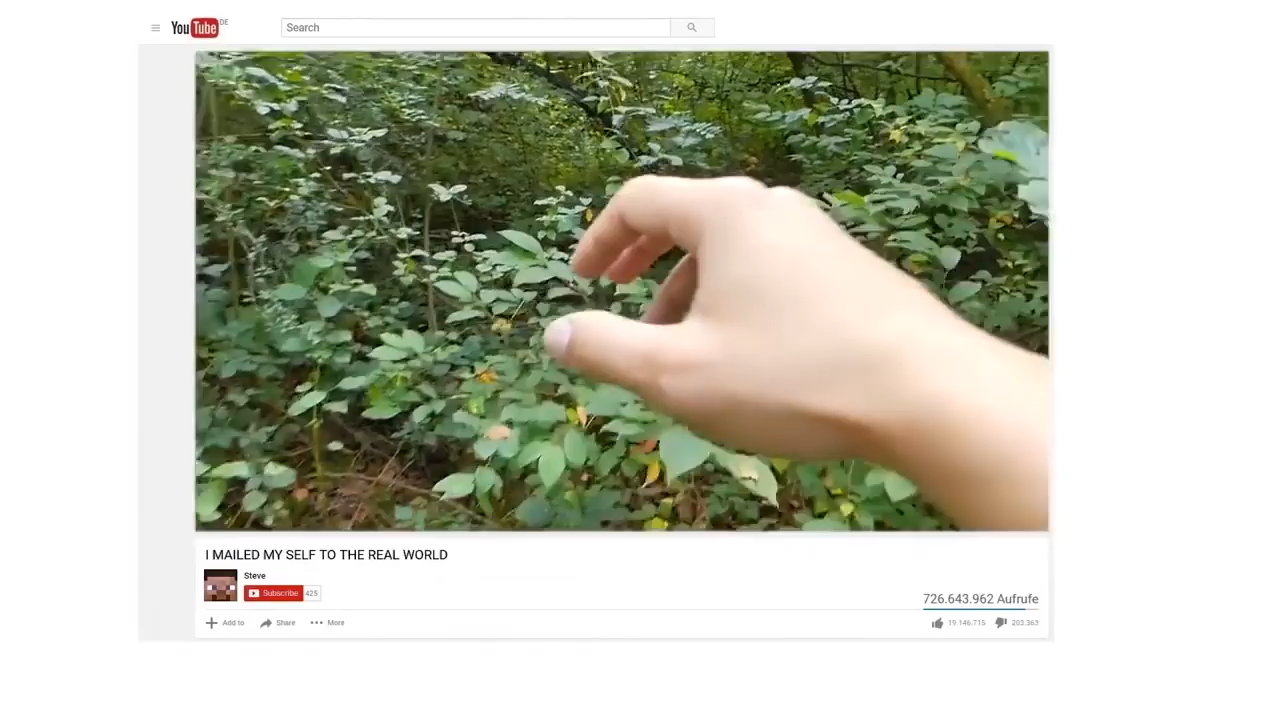 YouTube DE
Search
I MAILED MY SELF TO THE REAL WORLD
Steve
Subscribe 425
726.643.962 Aufrufe
Add to Share More
19.146.715 203.363